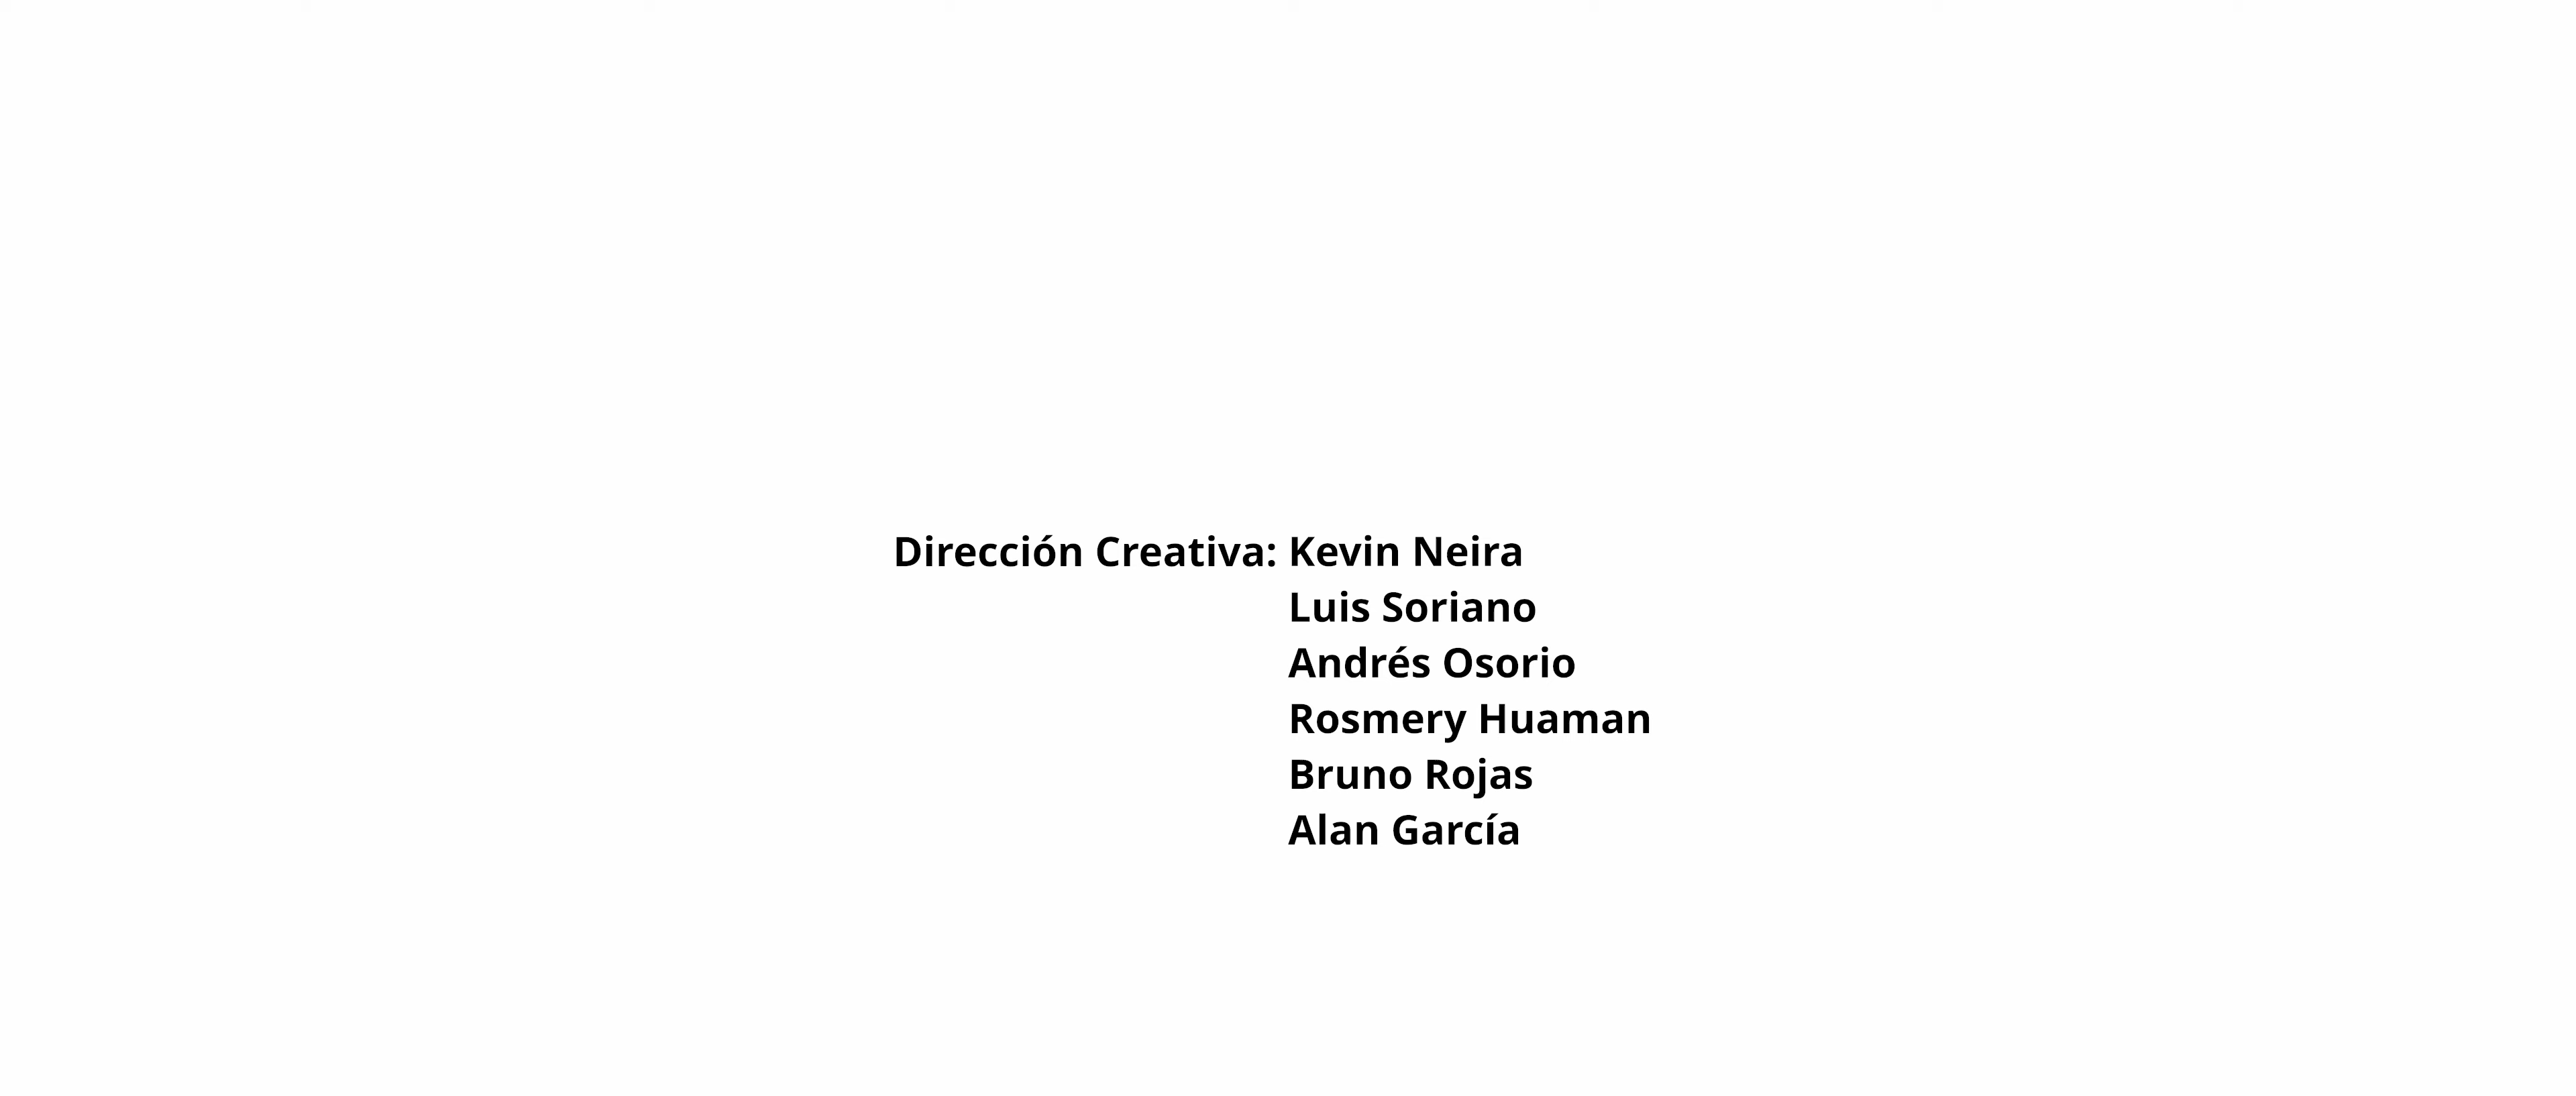 Dirección Creativa: Kevin Neira
Luis Soriano
Andrés Osorio
Rosmery Huaman
Bruno Rojas
Alan García